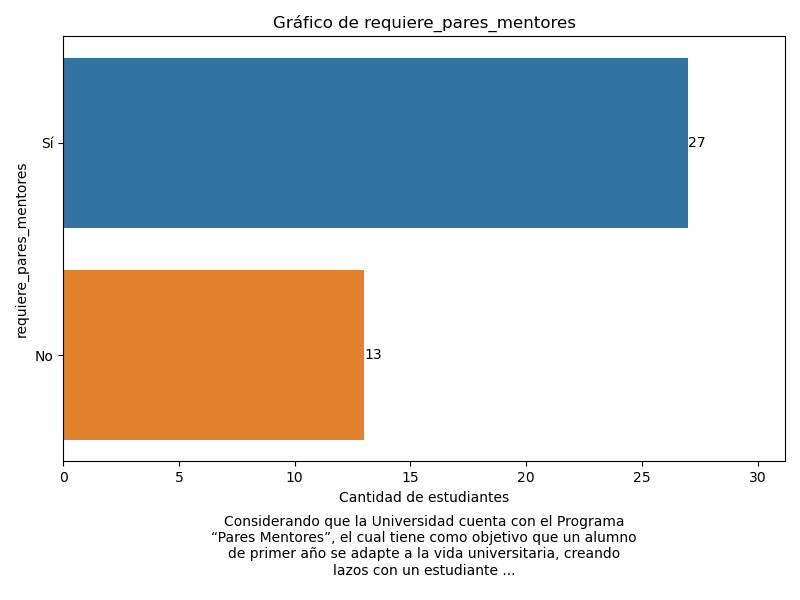 Gráfico de requiere_pares_mentores
requiere_pares_mentores
Sí
27
No
13
0 5 10 15 20 25 30
Cantidad de estudiantes
Considerando que la Universidad cuenta con el Programa
“Pares Mentores”, el cual tiene como objetivo que un alumno
de primer año se adapte a la vida universitaria, creando
lazos con un estudiante ...